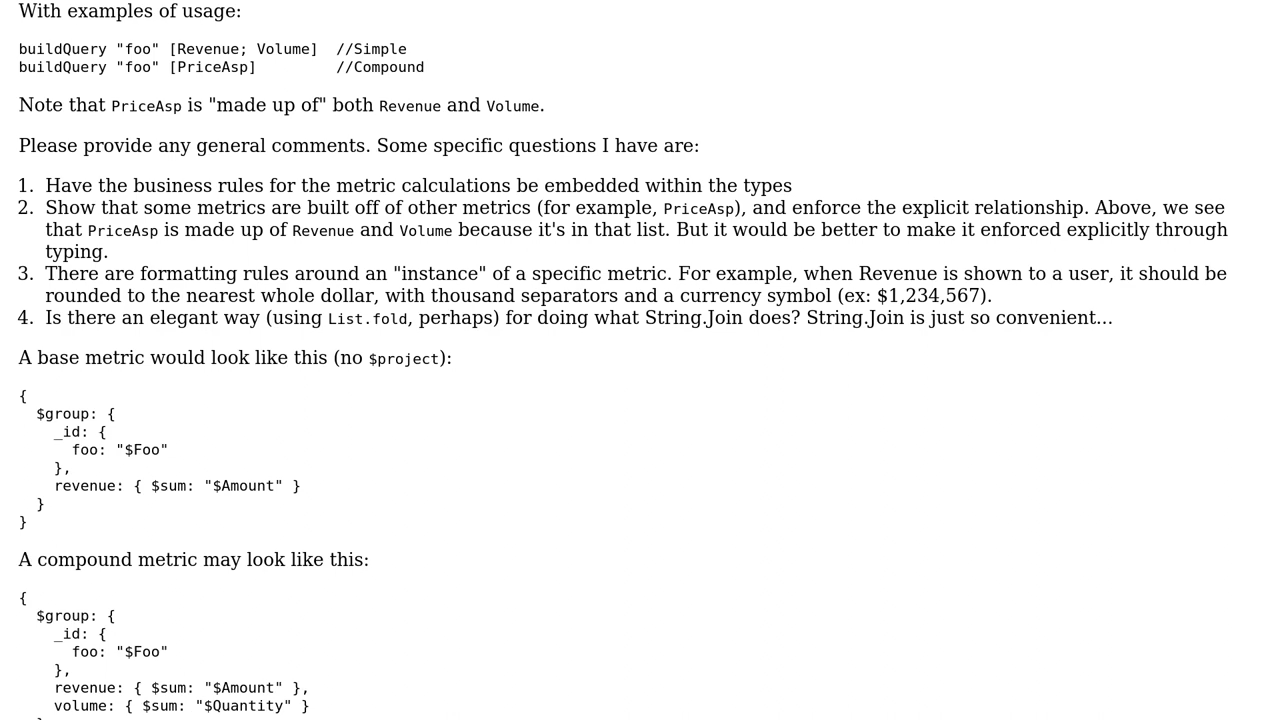 With examples of usage:
buildQuery "foo" [Revenue; Volume]  //Simple
buildQuery "foo" [PriceAsp]         //Compound
Note that PriceAsp is "made up of" both Revenue and Volume.
Please provide any general comments. Some specific questions I have are:
1. Have the business rules for the metric calculations be embedded within the types
2. Show that some metrics are built off of other metrics (for example, PriceAsp), and enforce the explicit relationship. Above, we see
that PriceAsp is made up of Revenue and Volume because it's in that list. But it would be better to make it enforced explicitly through
typing.
3. There are formatting rules around an "instance" of a specific metric. For example, when Revenue is shown to a user, it should be
rounded to the nearest whole dollar, with thousand separators and a currency symbol (ex: $1,234,567).
4. Is there an elegant way (using List.fold, perhaps) for doing what String.Join does? String.Join is just so convenient...
A base metric would look like this (no $project):
{
  $group: {
    _id: {
      foo: "$Foo"
    },
    revenue: { $sum: "$Amount" }
  }
}
A compound metric may look like this:
{
  $group: {
    _id: {
      foo: "$Foo"
    },
    revenue: { $sum: "$Amount" },
    volume: { $sum: "$Quantity" }